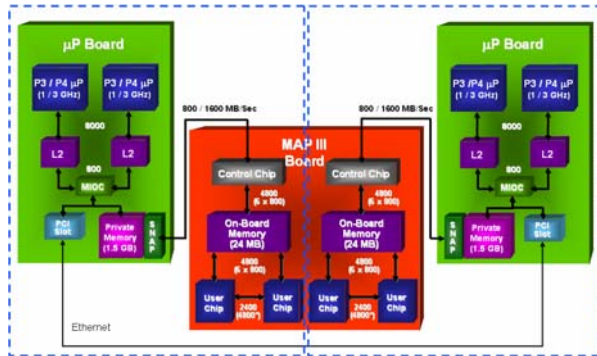 µP Board
P3 / P4 µP
(1 / 3 GHz)
P3 / P4 µP
(1 / 3 GHz)
8000
L2
L2
800
MIOC
PCI
Slot
Private
Memory
(1.5 GB)
SNAP
800 / 1600 MB/Sec
MAP III
Board
Control Chip
4800
(6 x 800)
On-Board
Memory
(24 MB)
4800
(6 x 800)
User
Chip
2400
(4800*)
User
Chip
800 / 1600 MB/Sec
Control Chip
4800
(6 x 800)
On-Board
Memory
(24 MB)
4800
(6 x 800)
User
Chip
2400
(4800*)
User
Chip
µP Board
P3 / P4 µP
(1 / 3 GHz)
P3 / P4 µP
(1 / 3 GHz)
8000
L2
L2
800
MIOC
SNAP
Private
Memory
(1.5 GB)
PCI
Slot
Ethernet